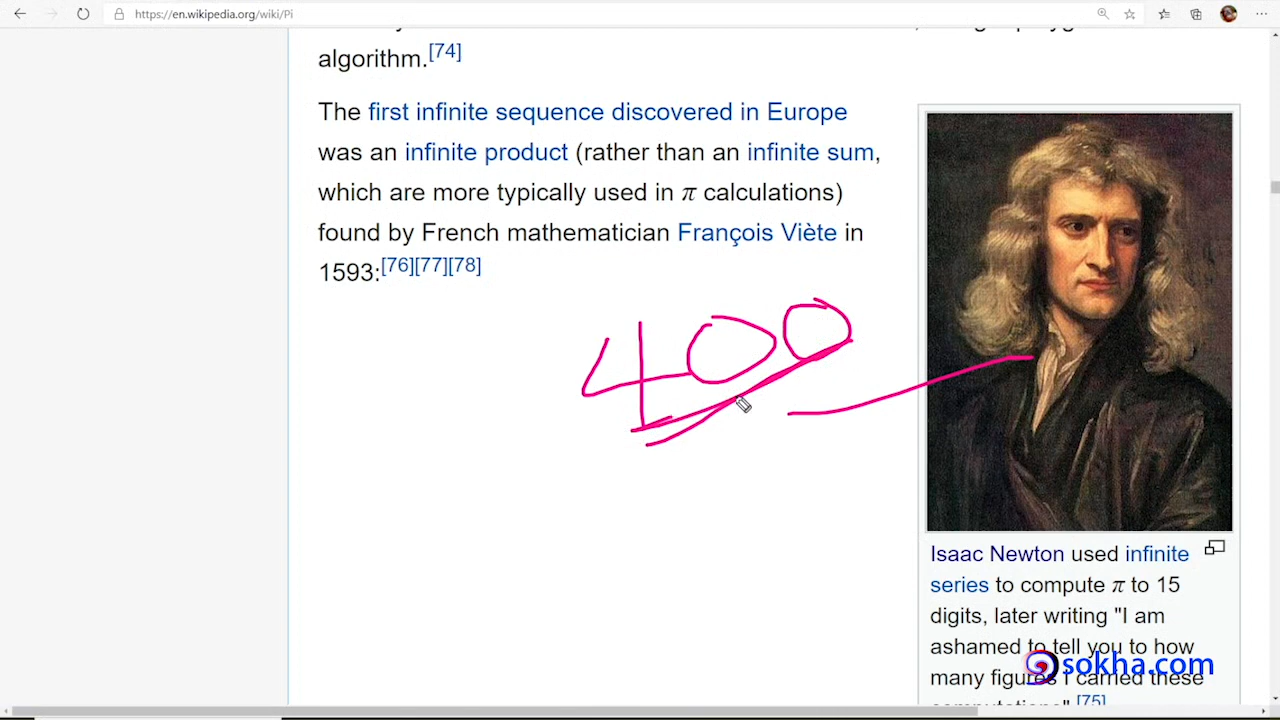 https://en.wikipedia.org/wiki/Pi
algorithm.[74]
The first infinite sequence discovered in Europe
was an infinite product (rather than an infinite sum,
which are more typically used in π calculations)
found by French mathematician François Viète in
1593:[76][77][78]
400
Isaac Newton used infinite
series to compute π to 15
digits, later writing "I am
ashamed to tell you to how
many figures I carried these
computations".[75]
sokha.com